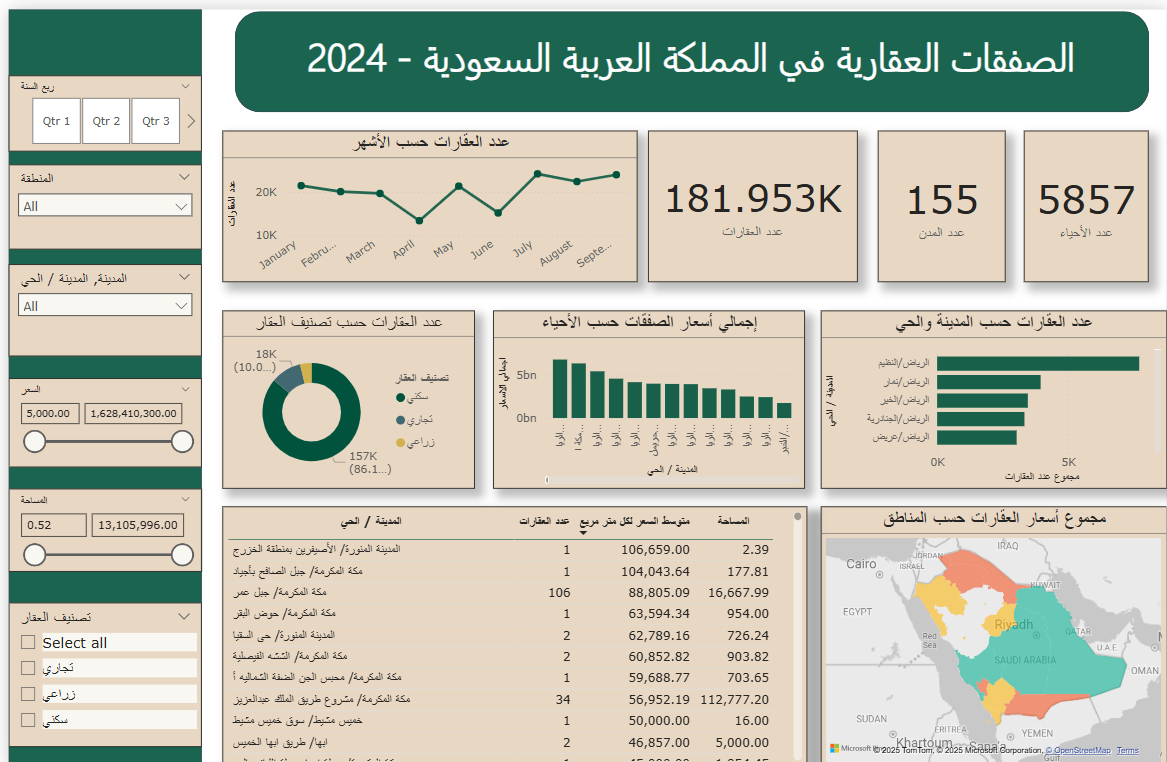 الصفقات العقارية في المملكة العربية السعودية - 2024
ربع السنة
Qtr 1
Qtr 2
Qtr 3
المنطقة
All
المدينة, المدينة / الحي
All
السعر
5,000.00
1,628,410,300.00
المساحة
0.52
13,105,996.00
تصنيف العقار
Select all
تجاري
زراعي
سكني
عدد العقارات حسب الأشهر
عدد العقارات
20K
10K
January
Febru...
March
April
May
June
July
August
Septe...
181.953K
عدد العقارات
155
عدد المدن
5857
عدد الأحياء
عدد العقارات حسب تصنيف العقار
18K
(10.0...)
157K
(86.1...)
تصنيف العقار
سكني
تجاري
زراعي
إجمالي أسعار الصفقات حسب الأحياء
اجمالي الاسعار
5bn
0bn
المدينة / الحي
عدد العقارات حسب المدينة والحي
المدينة / الحي
الرياض/النظيم
الرياض/نمار
الرياض/الخير
الرياض/الجنادرية
الرياض/عريض
0K
5K
مجموع عدد العقارات
المدينة / الحي عدد العقارات متوسط السعر لكل متر مربع المساحة
المدينة المنورة/ الأصيفرين بمنطقة الخزرج 1 106,659.00 2.39
مكة المكرمة/ جبل الصافح بأجياد 1 104,043.64 177.81
مكة المكرمة/ جبل عمر 106 88,805.09 16,667.99
مكة المكرمة/ حوض البقر 1 63,594.34 954.00
المدينة المنورة/ حى السقيا 2 62,789.16 726.24
مكة المكرمة/ الششه الفيصلية 2 60,852.82 903.82
مكة المكرمة/ محبس الجن الضفة الشماليه أ 1 59,688.77 703.65
مكة المكرمة/ مشروع طريق الملك عبدالعزيز 34 56,952.19 112,777.20
خميس مشيط/ سوق خميس مشيط 1 50,000.00 16.00
ابها/ طريق ابها الخميس 2 46,857.00 5,000.00
مجموع أسعار العقارات حسب المناطق
IRAQ
Cairo
JORDAN
ISRAEL
KUWAIT
EGYPT
Riyadh
Red
Sea
QATAR
U.A.E.
SAUDI ARABIA
OMAN
SUDAN
ERITREA
YEMEN
Khartoum
Sana'a
Gulf
© 2025 TomTom, © 2025 Microsoft Corporation, © OpenStreetMap Terms